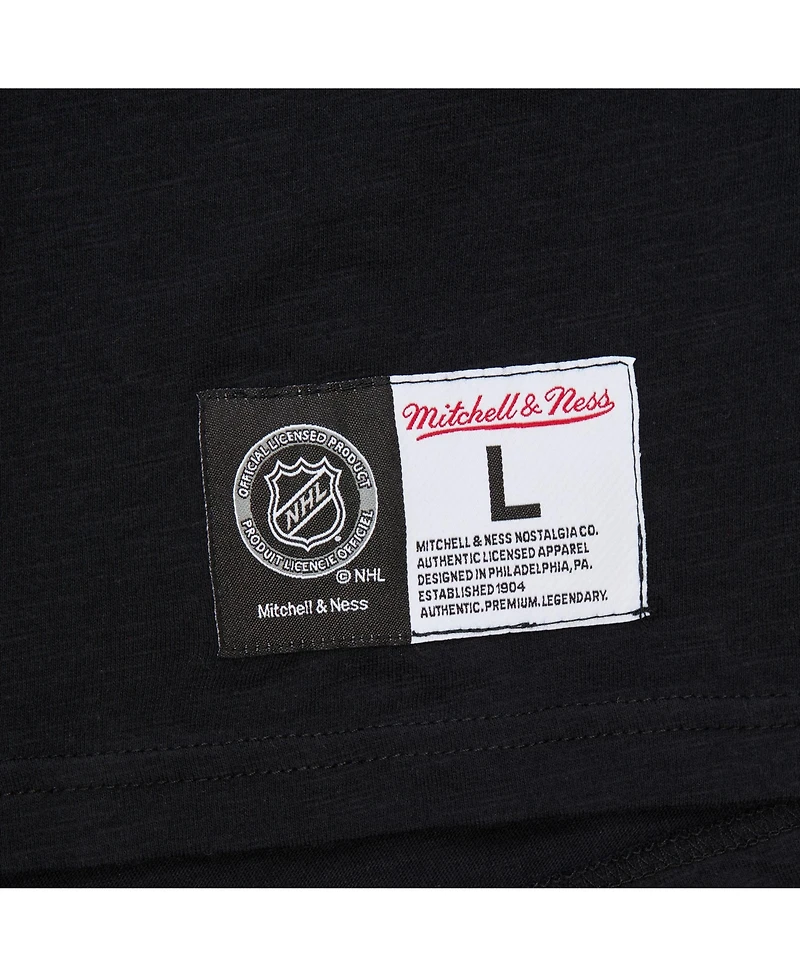 OFFICIAL LICENSED PRODUCT
NHL
PRODUIT LICENCIE OFFICIEL
© NHL
Mitchell & Ness
Mitchell & Ness
L
MITCHELL & NESS NOSTALGIA CO.
AUTHENTIC LICENSED APPAREL
DESIGNED IN PHILADELPHIA, PA.
ESTABLISHED 1904
AUTHENTIC.PREMIUM.LEGENDARY.